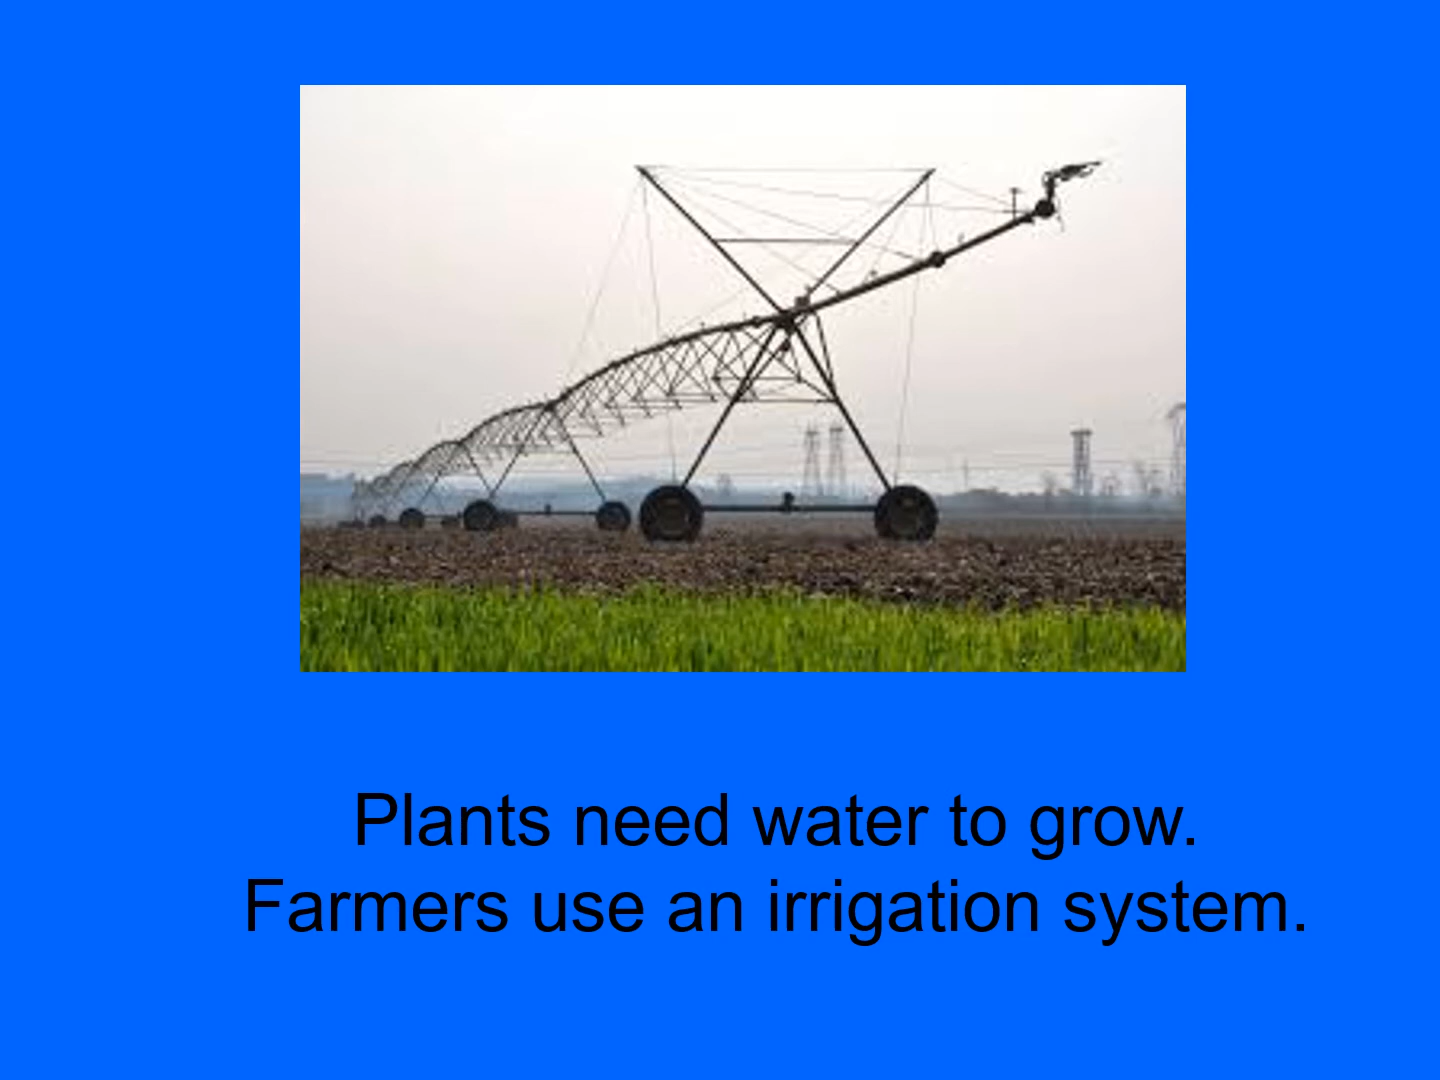 Plants need water to grow.
Farmers use an irrigation system.